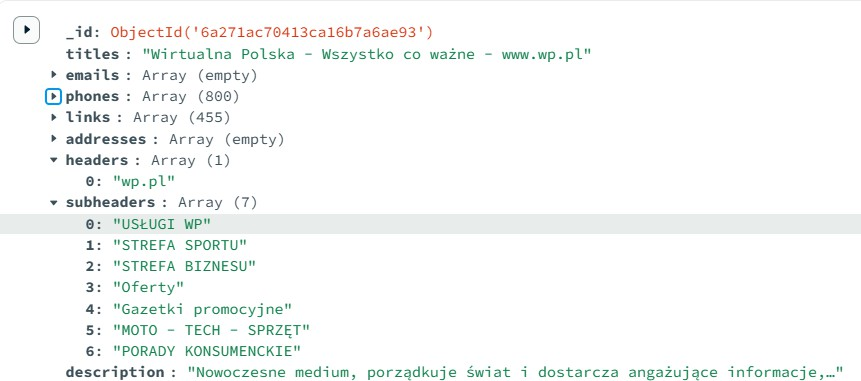 _id: ObjectId('6a271ac70413ca16b7a6ae93')
titles : "Wirtualna Polska - Wszystko co ważne - www.wp.pl"
emails : Array (empty)
phones : Array (800)
links : Array (455)
addresses : Array (empty)
headers : Array (1)
0: "wp.pl"
subheaders : Array (7)
0: "USŁUGI WP"
1: "STREFA SPORTU"
2: "STREFA BIZNESU"
3: "Oferty"
4: "Gazetki promocyjne"
5: "MOTO - TECH - SPRZĘT"
6: "PORADY KONSUMENCKIE"
description : "Nowoczesne medium, porządkuje świat i dostarcza angażujące informacje,…"